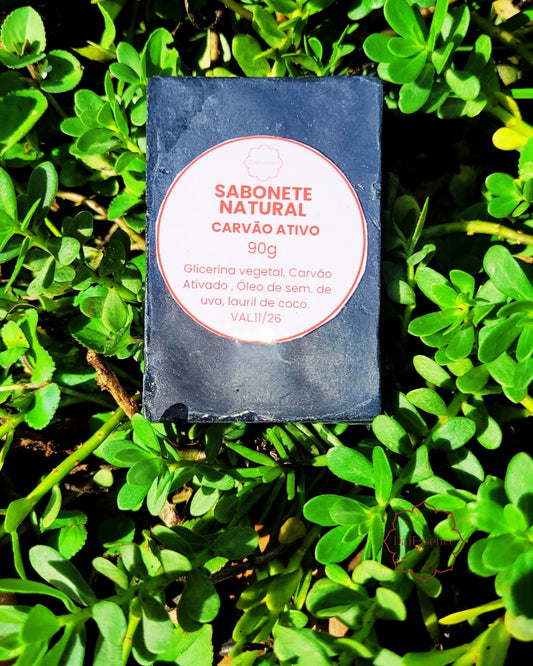 SABONETE
NATURAL
CARVÃO ATIVO
90g
Glicerina vegetal, Carvão
Ativado , Óleo de sem. de
uva, lauril de coco.
VAL.11/26